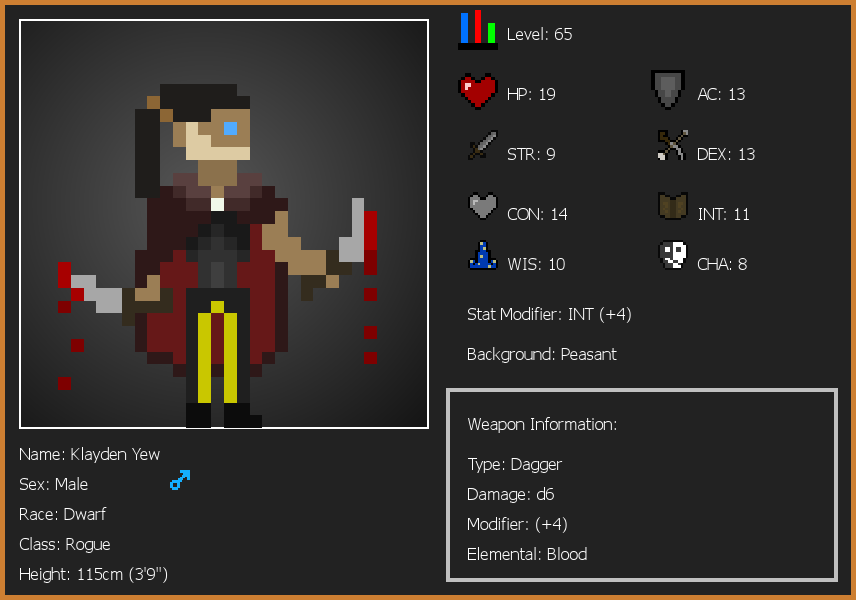 Level: 65
HP: 19
AC: 13
STR: 9
DEX: 13
CON: 14
INT: 11
WIS: 10
CHA: 8
Stat Modifier: INT (+4)
Background: Peasant
Weapon Information:
Type: Dagger
Damage: d6
Modifier: (+4)
Elemental: Blood
Name: Klayden Yew
Sex: Male
Race: Dwarf
Class: Rogue
Height: 115cm (3'9")